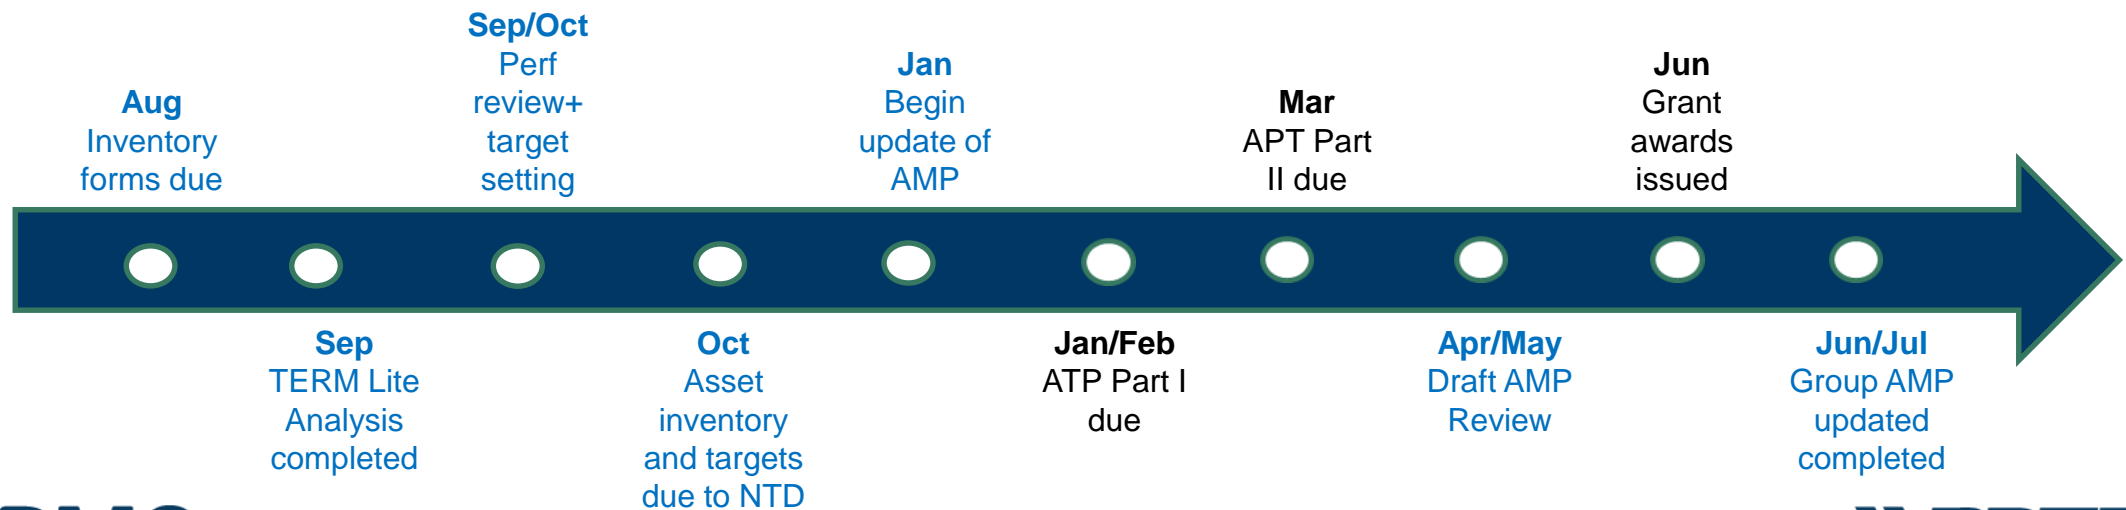 Aug
Inventory
forms due
Sep
TERM Lite
Analysis
completed
Sep/Oct
Perf
review+
target
setting
Oct
Asset
inventory
and targets
due to NTD
Jan
Begin
update of
AMP
Jan/Feb
ATP Part I
due
Mar
APT Part
II due
Apr/May
Draft AMP
Review
Jun
Grant
awards
issued
Jun/Jul
Group AMP
updated
completed